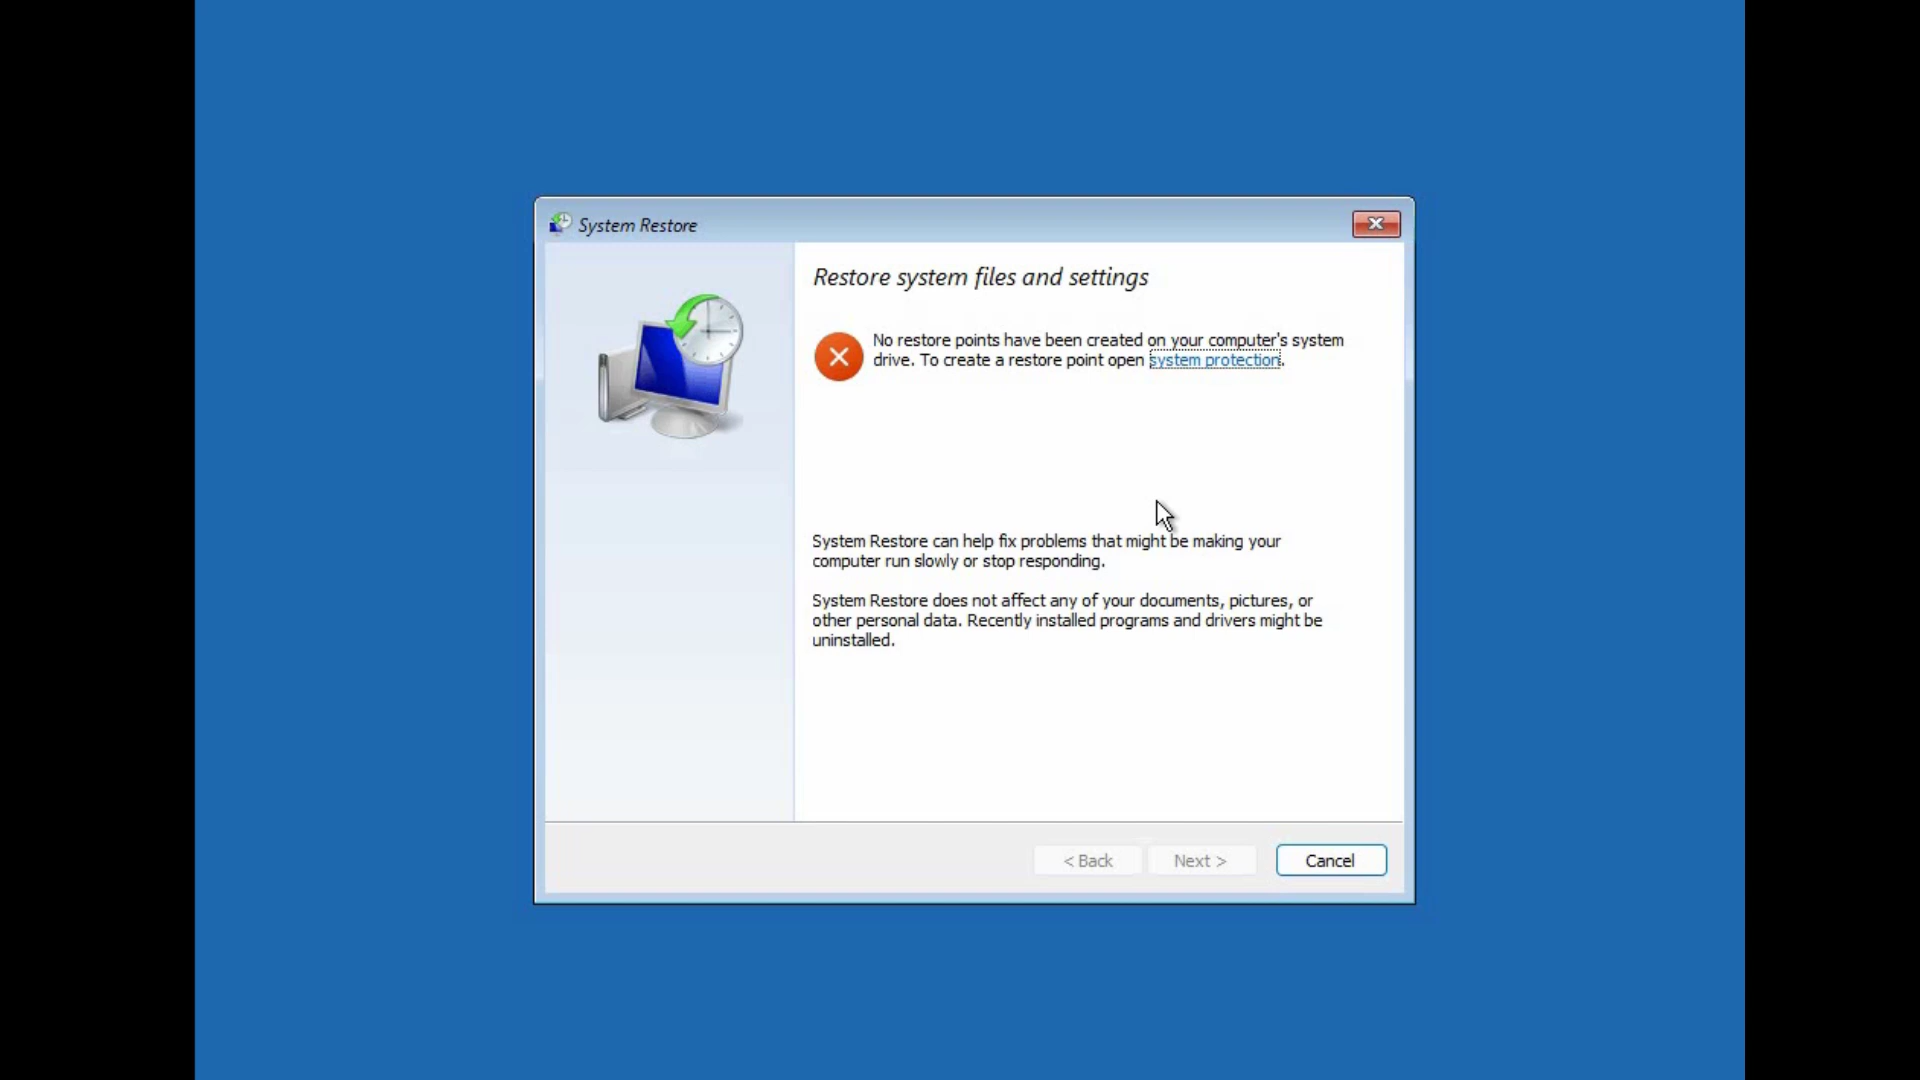 System Restore
Restore system files and settings
No restore points have been created on your computer's system
drive. To create a restore point open system protection.
System Restore can help fix problems that might be making your
computer run slowly or stop responding.
System Restore does not affect any of your documents, pictures, or
other personal data. Recently installed programs and drivers might be
uninstalled.
< Back
Next >
Cancel